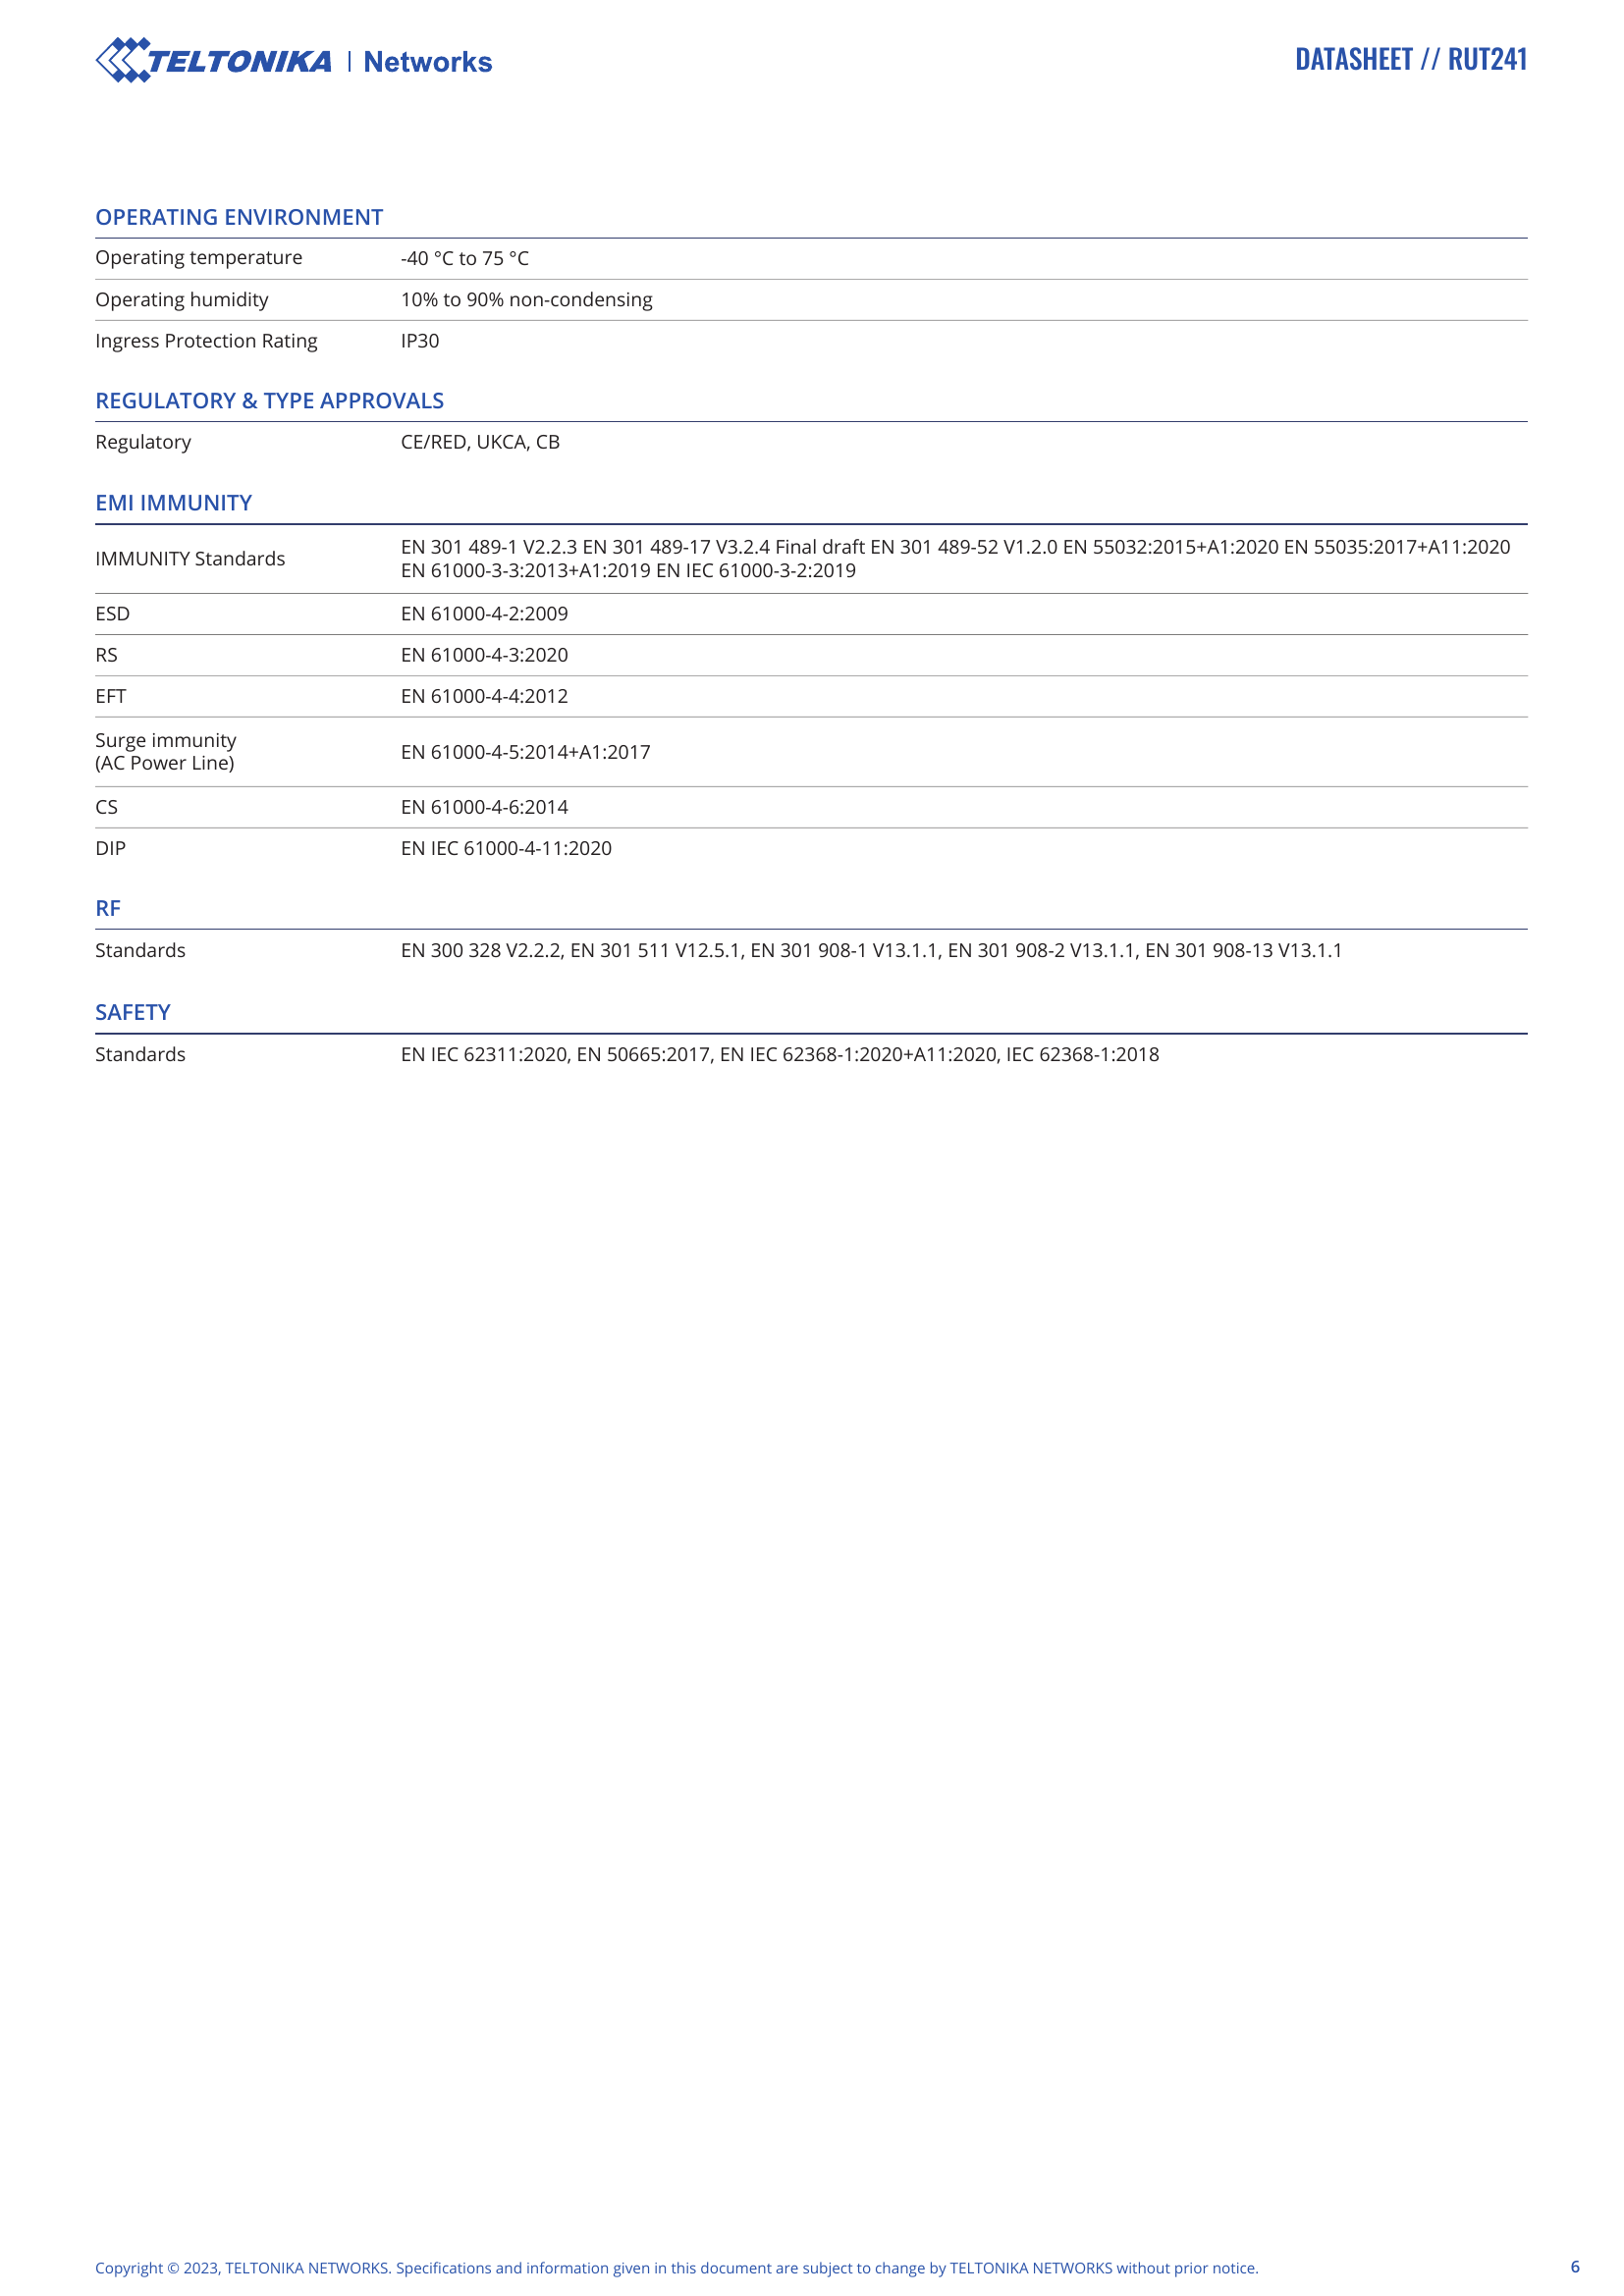 TELTONIKA | Networks
DATASHEET // RUT241
OPERATING ENVIRONMENT
Operating temperature -40 °C to 75 °C
Operating humidity 10% to 90% non-condensing
Ingress Protection Rating IP30
REGULATORY & TYPE APPROVALS
Regulatory CE/RED, UKCA, CB
EMI IMMUNITY
IMMUNITY Standards EN 301 489-1 V2.2.3 EN 301 489-17 V3.2.4 Final draft EN 301 489-52 V1.2.0 EN 55032:2015+A1:2020 EN 55035:2017+A11:2020
EN 61000-3-3:2013+A1:2019 EN IEC 61000-3-2:2019
ESD EN 61000-4-2:2009
RS EN 61000-4-3:2020
EFT EN 61000-4-4:2012
Surge immunity
(AC Power Line) EN 61000-4-5:2014+A1:2017
CS EN 61000-4-6:2014
DIP EN IEC 61000-4-11:2020
RF
Standards EN 300 328 V2.2.2, EN 301 511 V12.5.1, EN 301 908-1 V13.1.1, EN 301 908-2 V13.1.1, EN 301 908-13 V13.1.1
SAFETY
Standards EN IEC 62311:2020, EN 50665:2017, EN IEC 62368-1:2020+A11:2020, IEC 62368-1:2018
Copyright © 2023, TELTONIKA NETWORKS. Specifications and information given in this document are subject to change by TELTONIKA NETWORKS without prior notice.
6